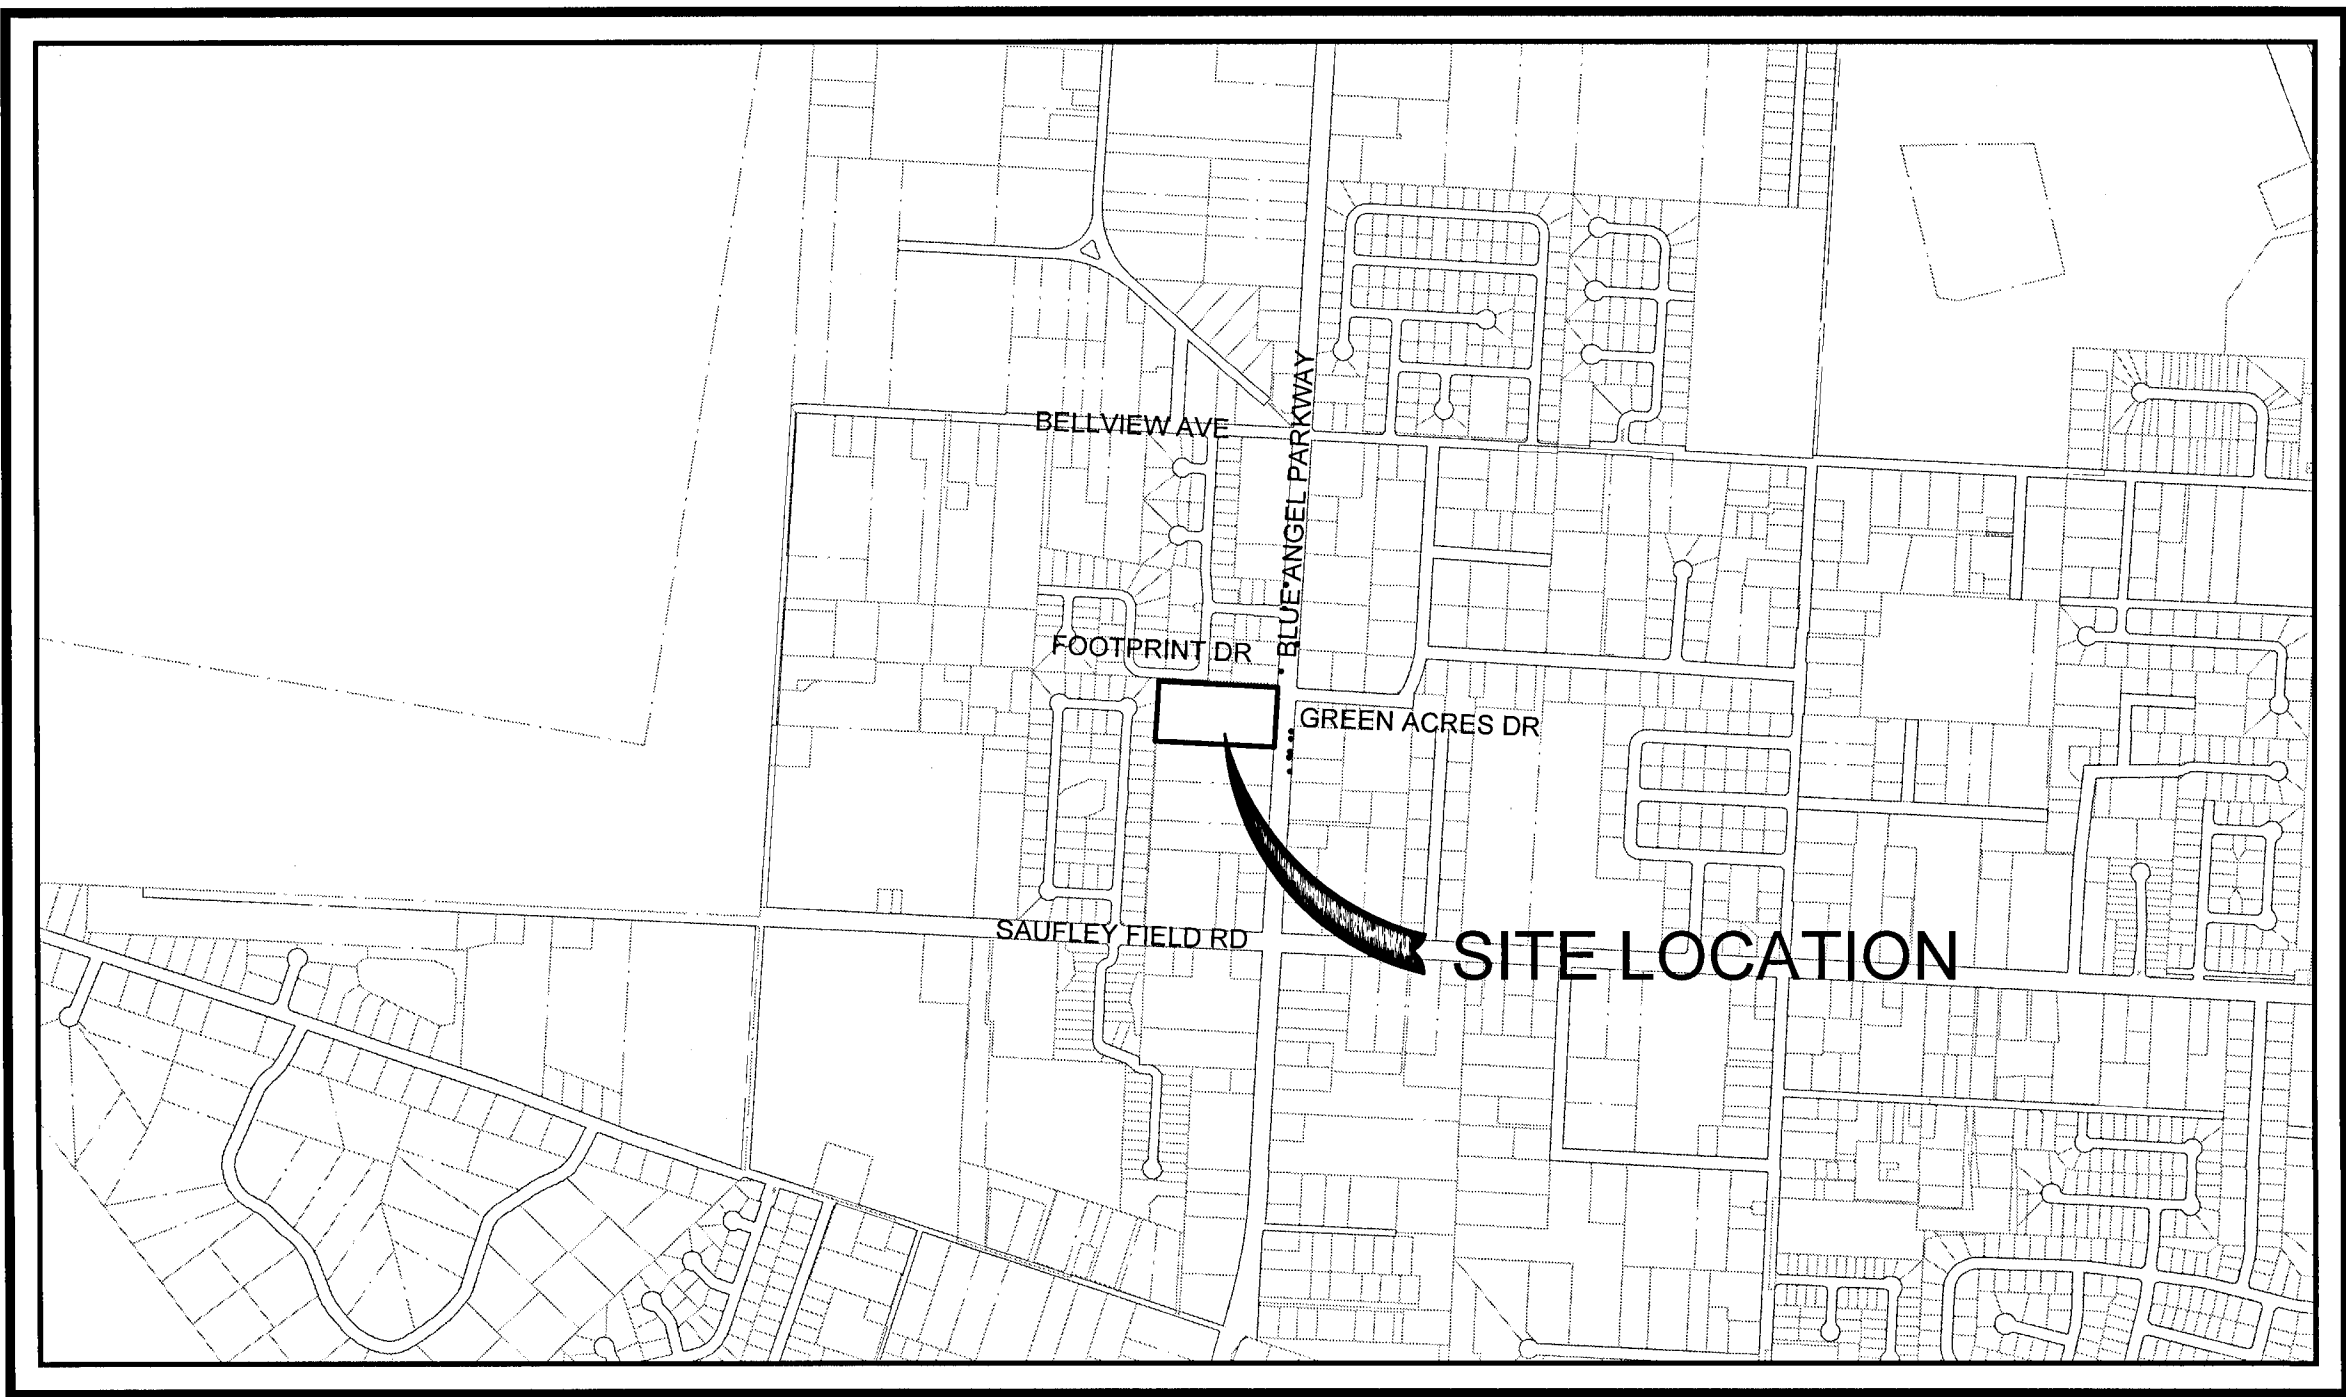 BELLVIEW AVE
BLUE ANGEL PARKWAY
FOOTPRINT DR
GREEN ACRES DR
SAUFLEY FIELD RD
SITE LOCATION